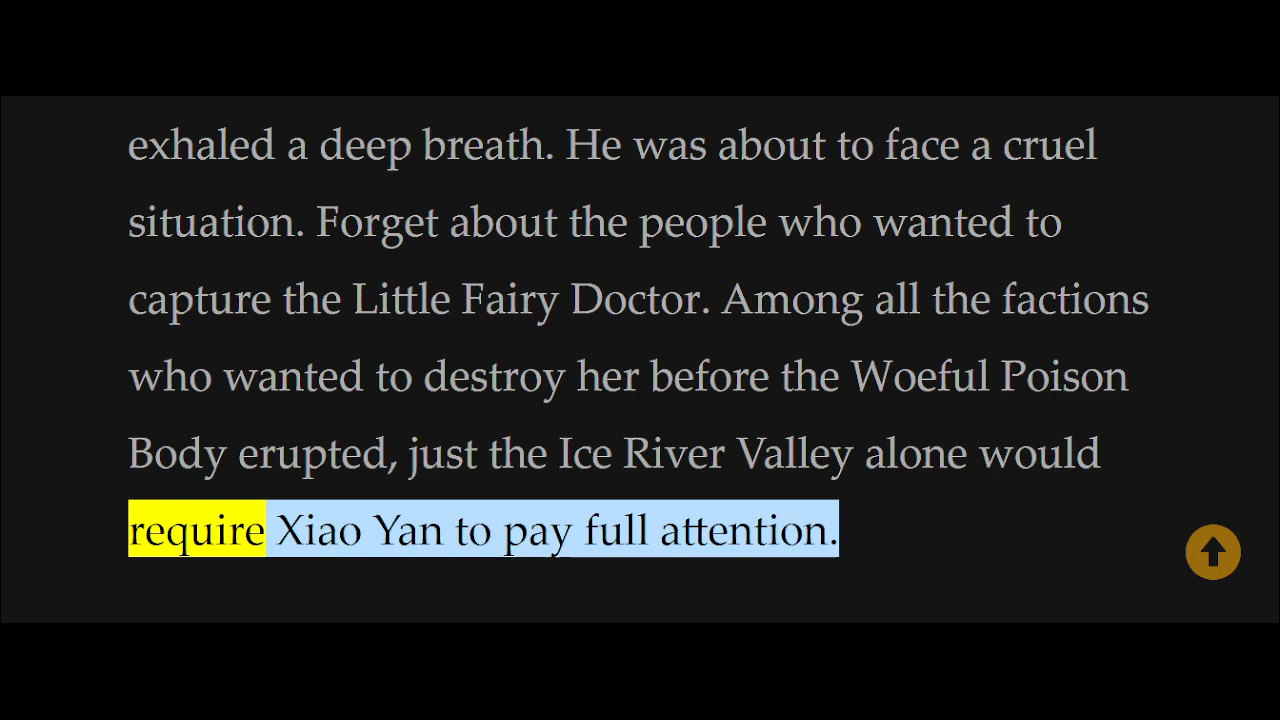 exhaled a deep breath. He was about to face a cruel
situation. Forget about the people who wanted to
capture the Little Fairy Doctor. Among all the factions
who wanted to destroy her before the Woeful Poison
Body erupted, just the Ice River Valley alone would
require Xiao Yan to pay full attention.